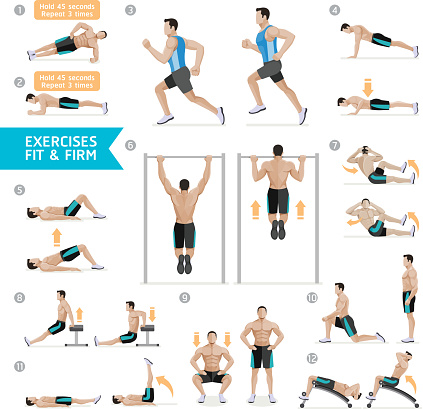 1
Hold 45 seconds
Repeat 3 times
2
Hold 45 seconds
Repeat 3 times
3
4
EXERCISES
FIT & FIRM
5
6
7
8
9
10
11
12